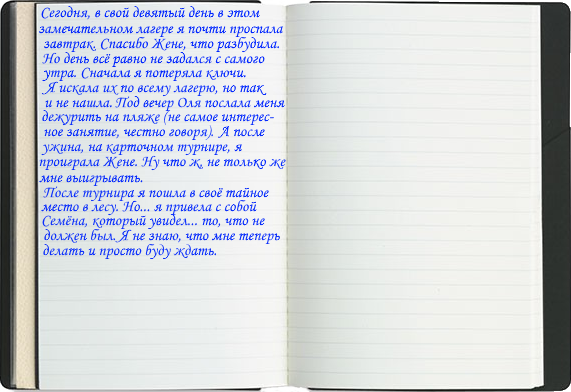 Сегодня, в свой девятый день в этом
замечательном лагере я почти проспала
завтрак. Спасибо Жене, что разбудила.
Но день всё равно не задался с самого
утра. Сначала я потеряла ключи.
Я искала их по всему лагерю, но так
и не нашла. Под вечер Оля послала меня
дежурить на пляже (не самое интерес-
ное занятие, честно говоря). А после
ужина, на карточном турнире, я
проиграла Жене. Ну что ж, не только же
мне выигрывать.
После турнира я пошла в своё тайное
место в лесу. Но... я привела с собой
Семёна, который увидел... то, что не
должен был. Я не знаю, что мне теперь
делать и просто буду ждать.